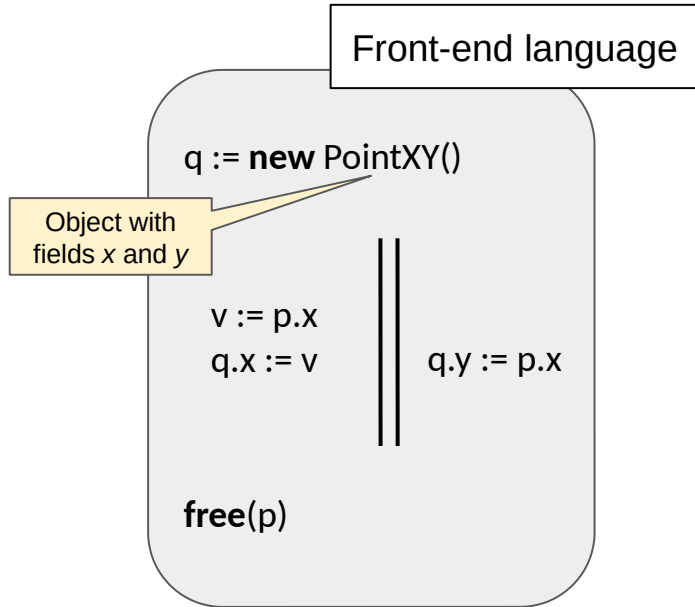 Front-end language
q := new PointXY()
Object with
fields x and y
v := p.x
q.x := v
q.y := p.x
free(p)